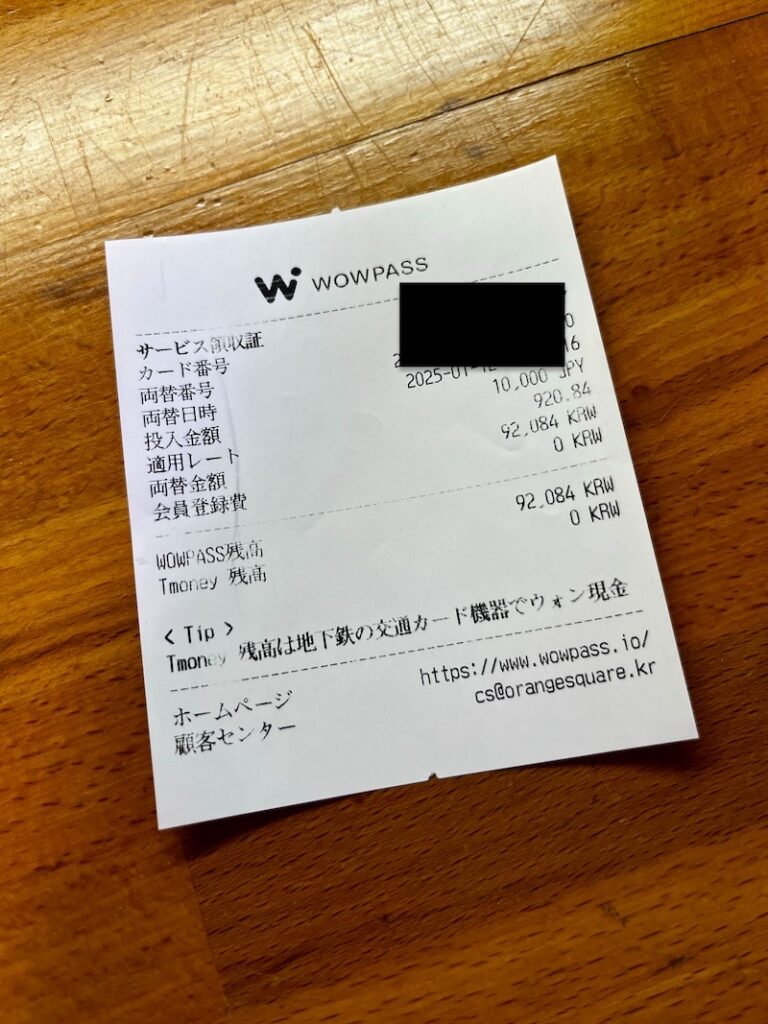 WOWPASS
サービス領収証
カード番号
両替番号
両替日時 2025-01-
投入金額 10,000 JPY
適用レート 920.84
両替金額 92,084 KRW
会員登録費 0 KRW
WOWPASS残高 92,084 KRW
Tmoney 残高 0 KRW
< Tip >
Tmoney 残高は地下鉄の交通カード機器でウォン現金
ホームページ https://www.wowpass.io/
顧客センター cs@orangesquare.kr